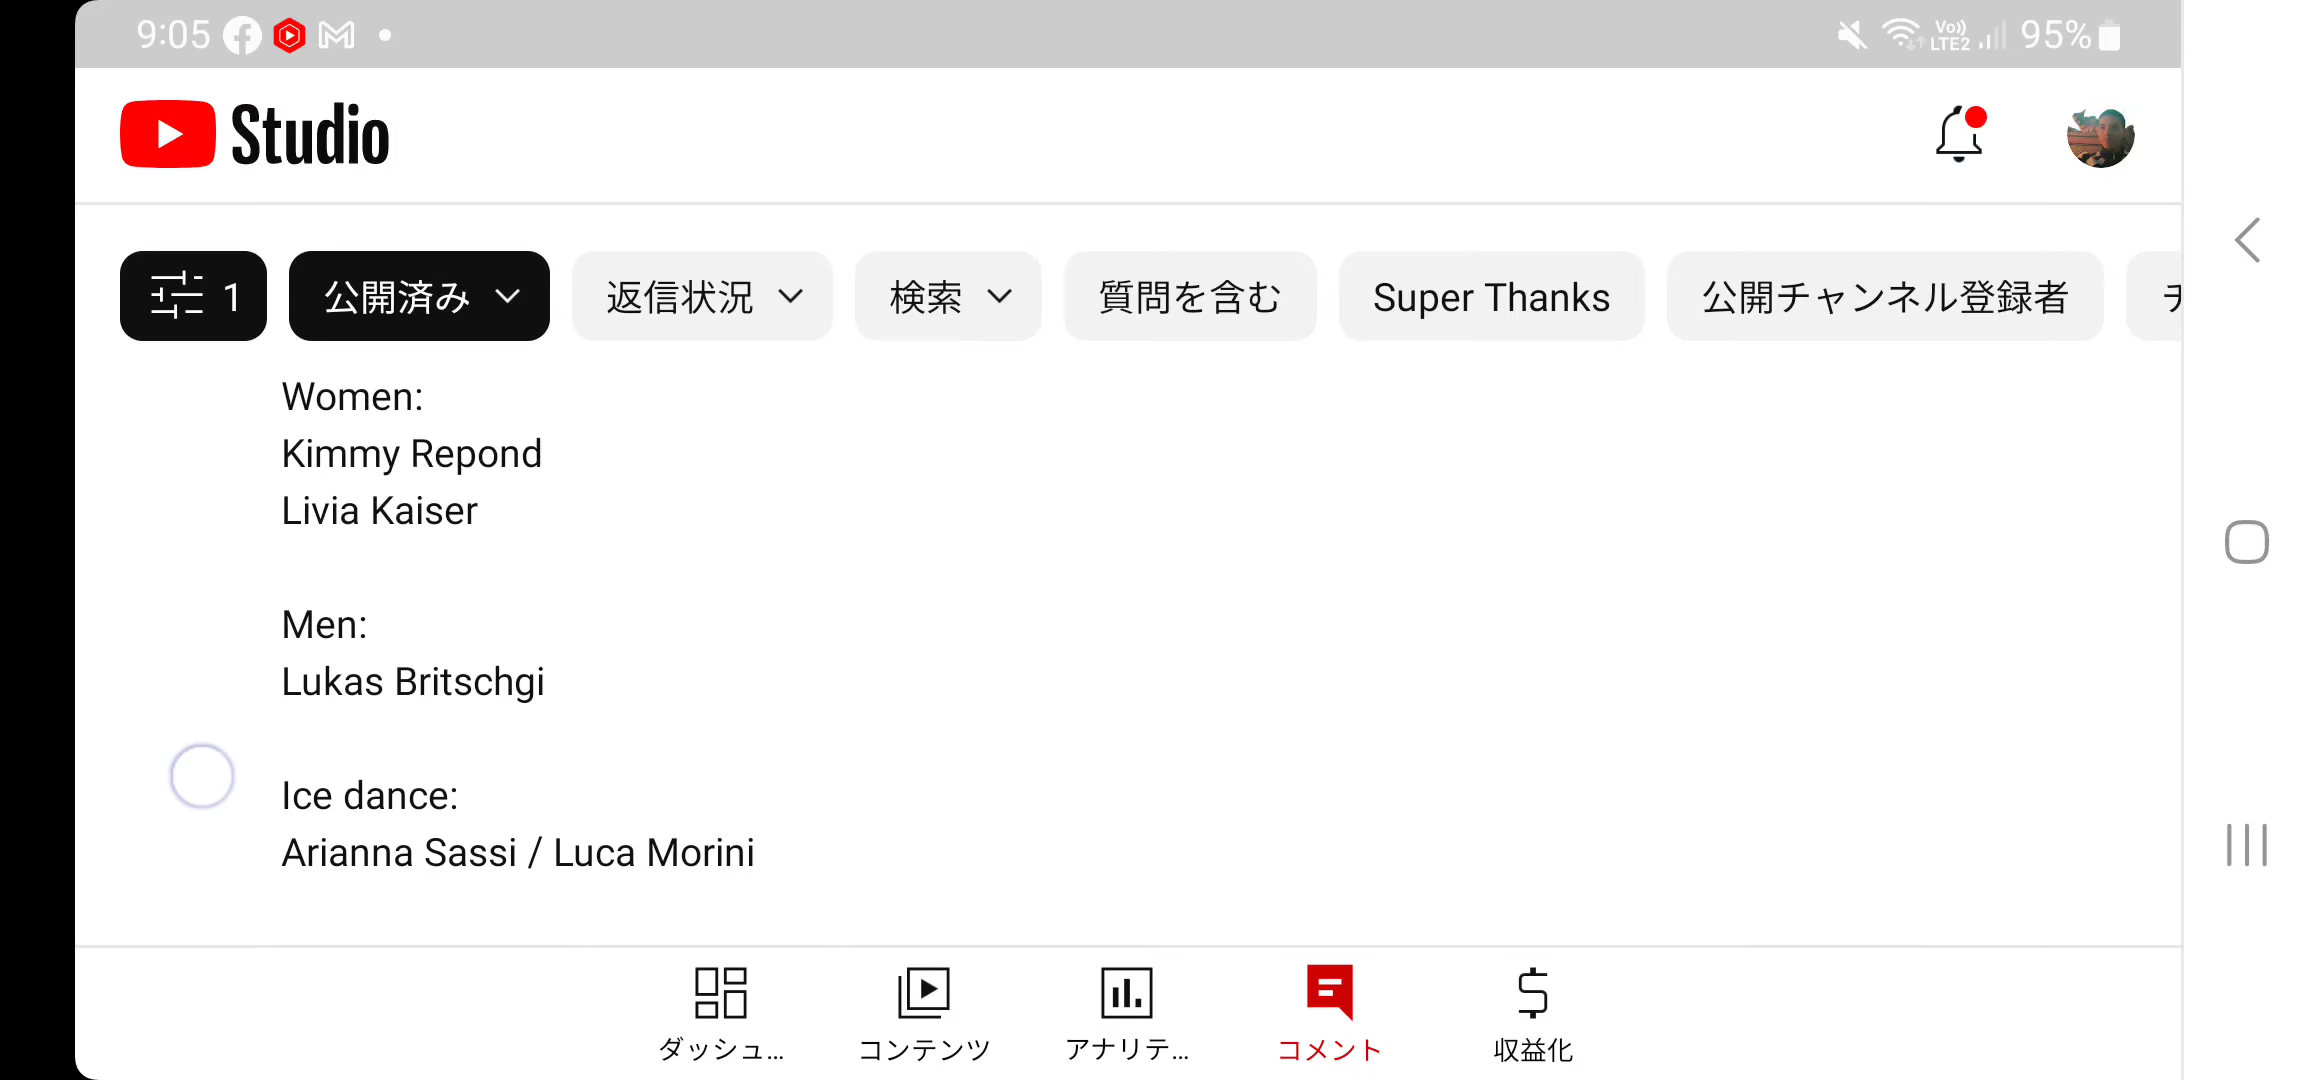 9:05
Vo))
LTE2
95%
Studio
1
公開済み
返信状況
検索
質問を含む
Super Thanks
公開チャンネル登録者
Women:
Kimmy Repond
Livia Kaiser
Men:
Lukas Britschgi
Ice dance:
Arianna Sassi / Luca Morini
ダッシュ...
コンテンツ
アナリテ...
コメント
収益化